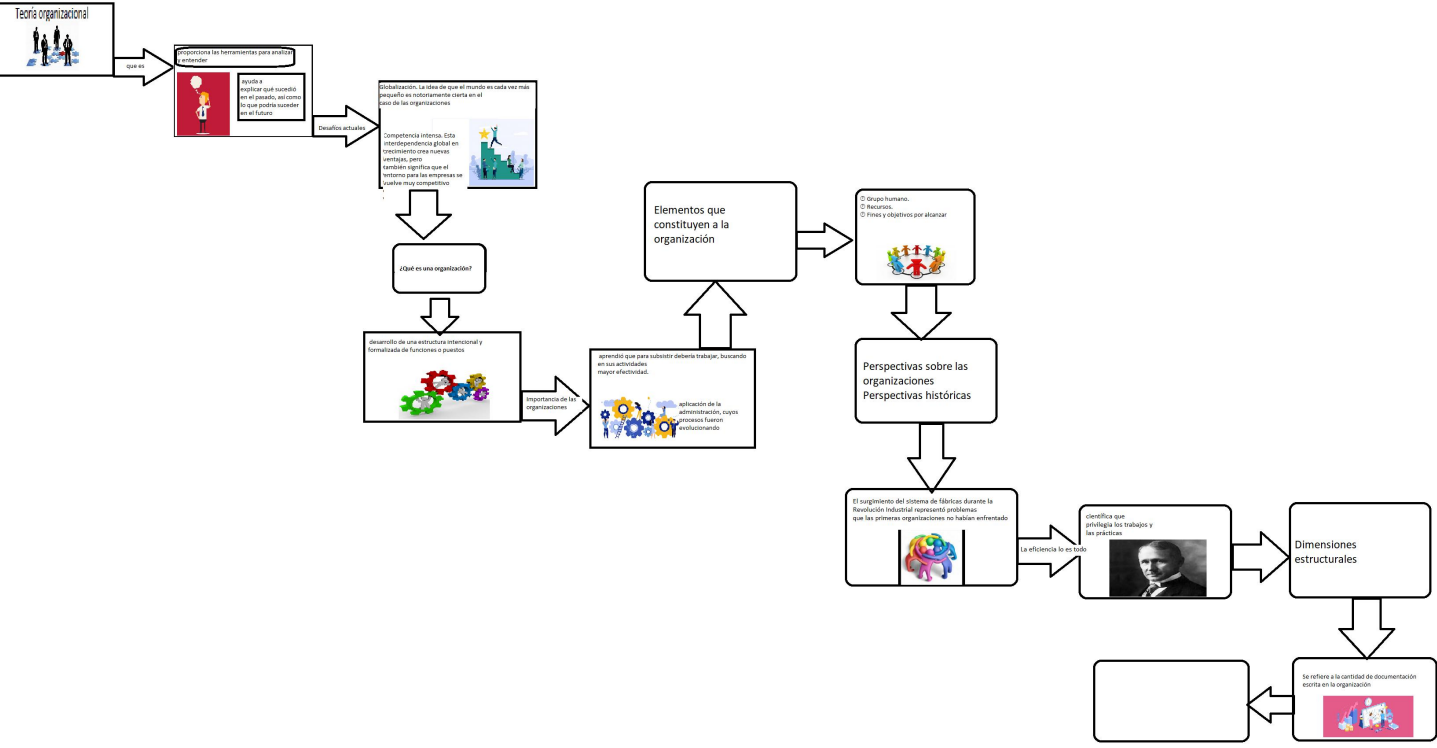 Teoría organizacional
que es
proporciona las herramientas para analizar
y entender
ayuda a
explicar qué sucedió
en el pasado, así como
lo que podría suceder
en el futuro
Desafíos actuales
Globalización. La idea de que el mundo es cada vez más
pequeño es notoriamente cierta en el
caso de las organizaciones
Competencia intensa. Esta
interdependencia global en
crecimiento crea nuevas
ventajas, pero
también significa que el
entorno para las empresas se
vuelve muy competitivo
¿Qué es una organización?
desarrollo de una estructura intencional y
formalizada de funciones o puestos
Importancia de las
organizaciones
aprendió que para subsistir debería trabajar, buscando
en sus actividades
mayor efectividad.
aplicación de la
administración, cuyos
procesos fueron
evolucionando
Elementos que
constituyen a la
organización
Grupo humano.
Recursos.
Fines y objetivos por alcanzar
Perspectivas sobre las
organizaciones
Perspectivas históricas
El surgimiento del sistema de fábricas durante la
Revolución Industrial representó problemas
que las primeras organizaciones no habían enfrentado
La eficiencia lo es todo
científica que
privilegia los trabajos y
las prácticas
Dimensiones
estructurales
Se refiere a la cantidad de documentación
escrita en la organización